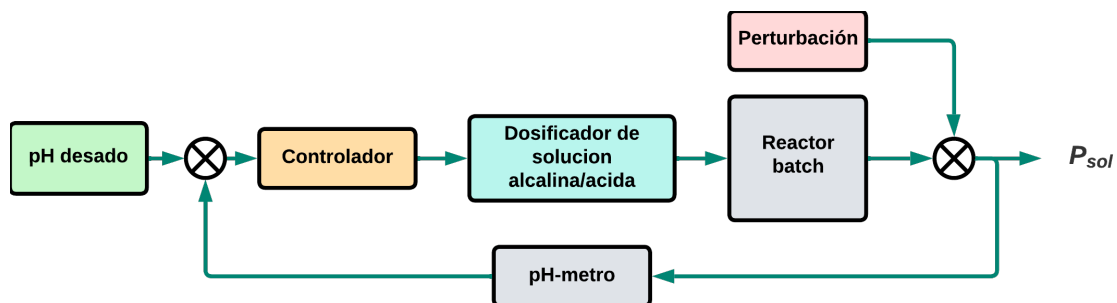 Perturbación
pH desado
Controlador
Dosificador de
solucion
alcalina/acida
Reactor
batch
P_sol
pH-metro